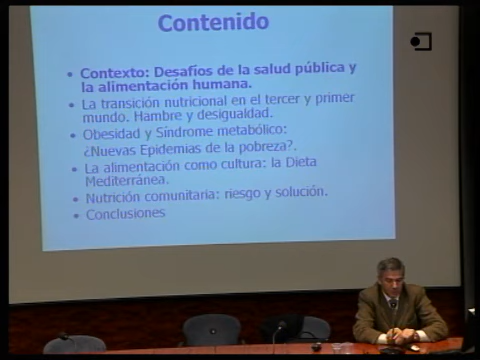 Contenido
• Contexto: Desafíos de la salud pública y
la alimentación humana.
• La transición nutricional en el tercer y primer
mundo. Hambre y desigualdad.
• Obesidad y Síndrome metabólico:
¿Nuevas Epidemias de la pobreza?.
• La alimentación como cultura: la Dieta
Mediterránea.
• Nutrición comunitaria: riesgo y solución.
• Conclusiones